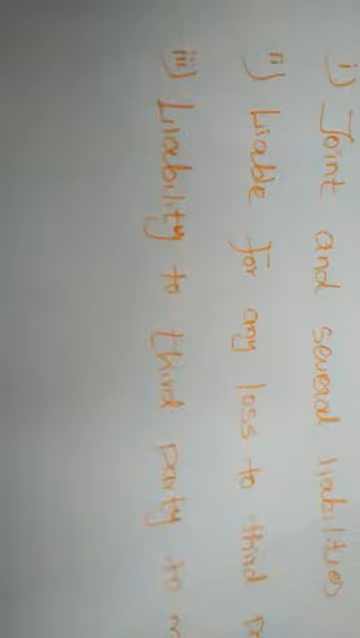 i) Joint and several liabilities
ii) Liable for any loss to third
iii) Liability to third party to